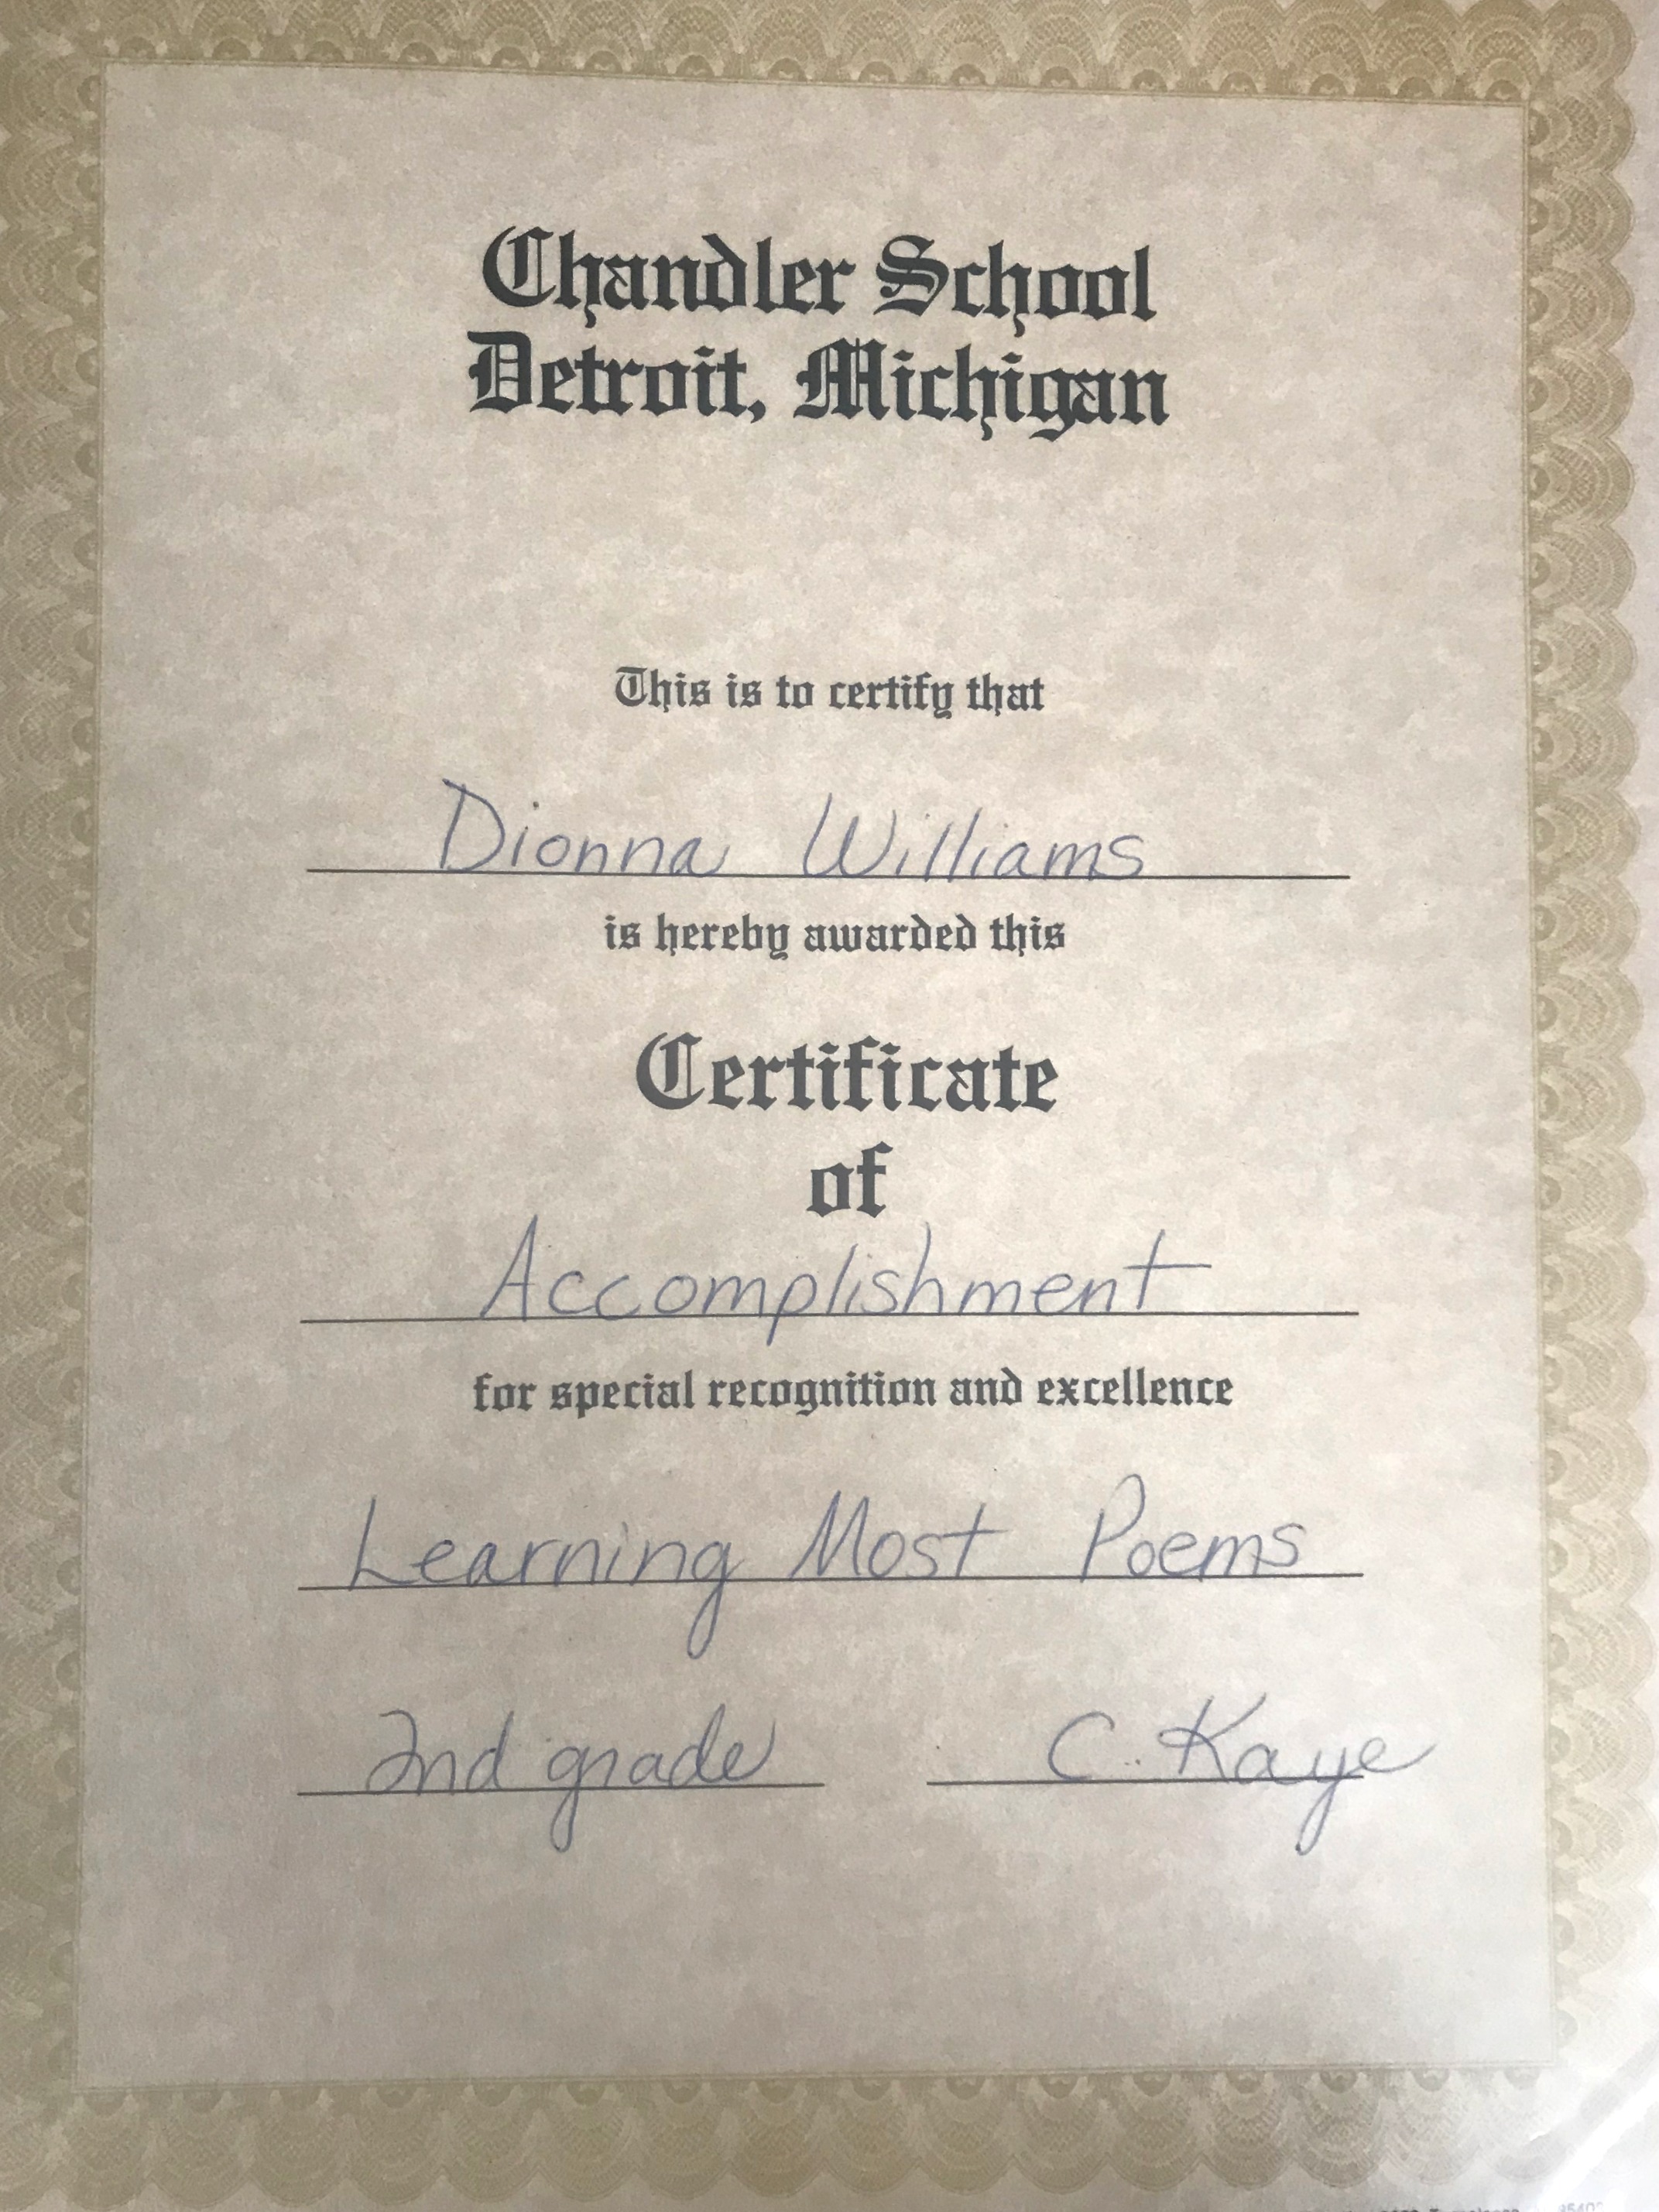 Chandler School
Detroit, Michigan
This is to certify that
Dionna Williams
is hereby awarded this
Certificate
of
Accomplishment
for special recognition and excellence
Learning Most Poems
2nd grade C. Kaye